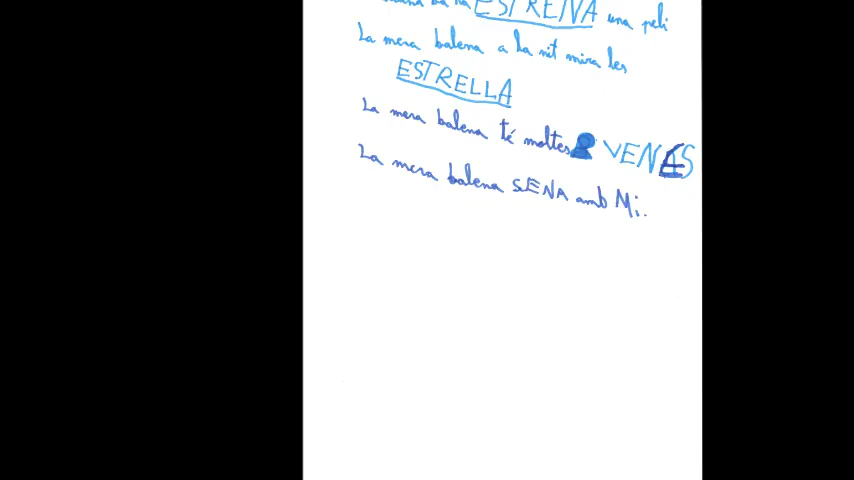 ESTRENA una peli
La mera balena a la nit mira les
ESTRELLA
La mera balena té moltes VENES
La mera balena SENA amb Mi.